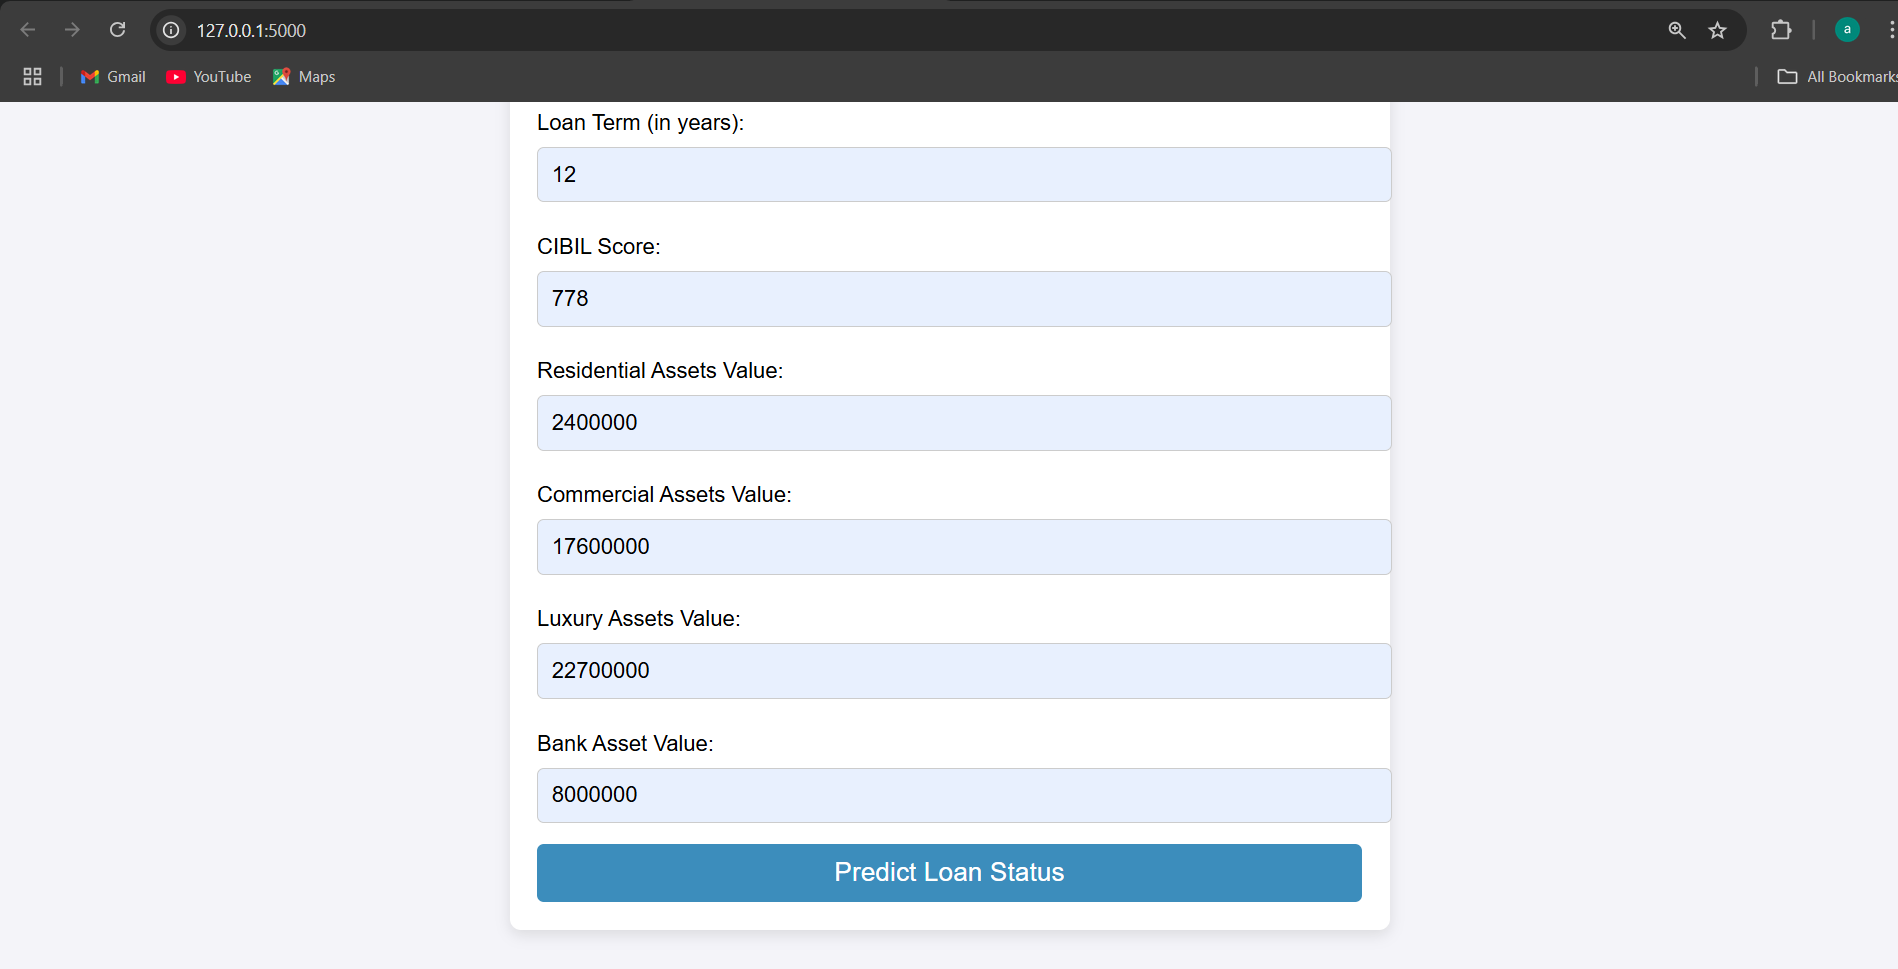 127.0.0.1:5000
a
Gmail
YouTube
Maps
All Bookmarks
Loan Term (in years):
12
CIBIL Score:
778
Residential Assets Value:
2400000
Commercial Assets Value:
17600000
Luxury Assets Value:
22700000
Bank Asset Value:
8000000
Predict Loan Status